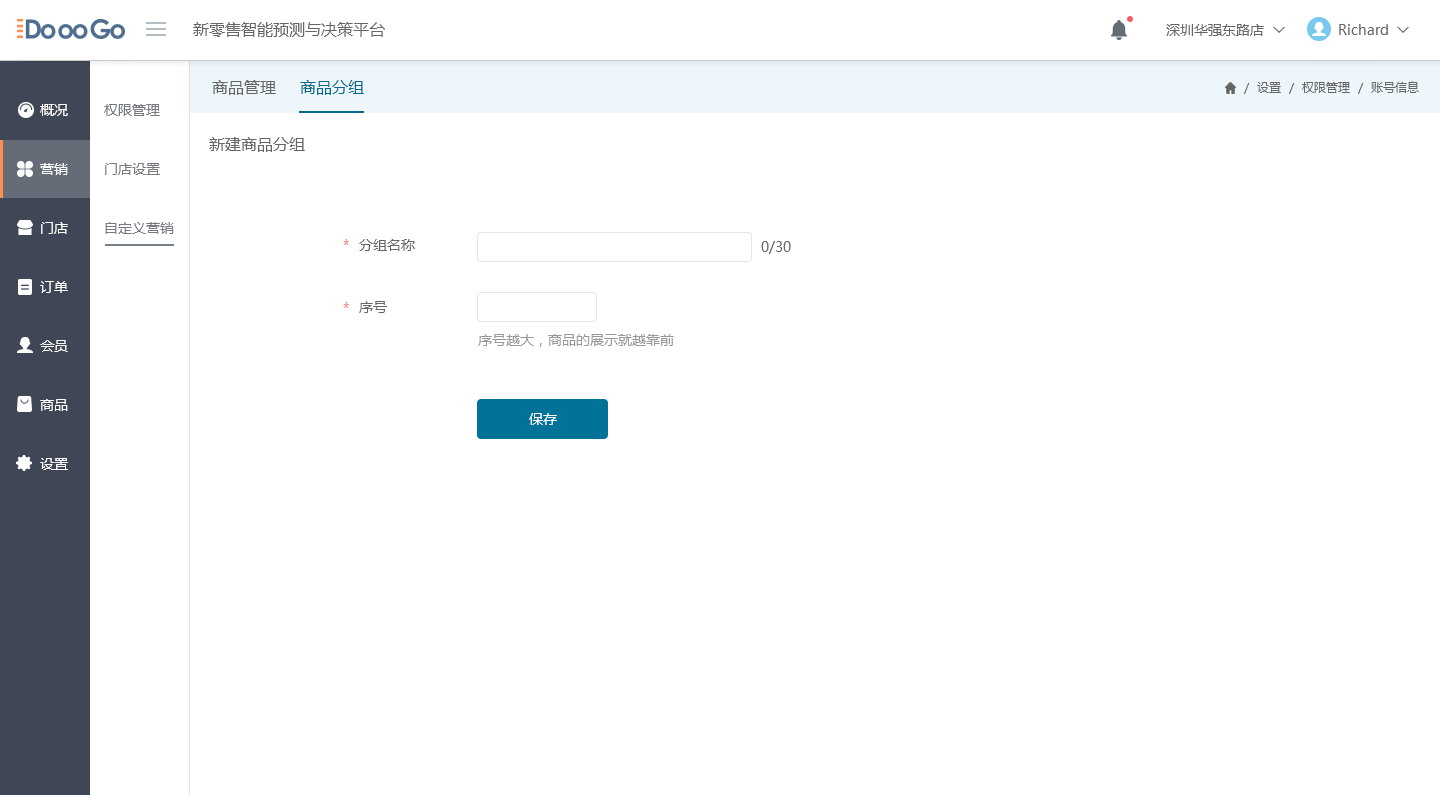 DoooGo
新零售智能预测与决策平台
深圳华强东路店
Richard
概况
营销
门店
订单
会员
商品
设置
权限管理
门店设置
自定义营销
商品管理 商品分组
/ 设置 / 权限管理 / 账号信息
新建商品分组
* 分组名称 0/30
* 序号
序号越大，商品的展示就越靠前
保存